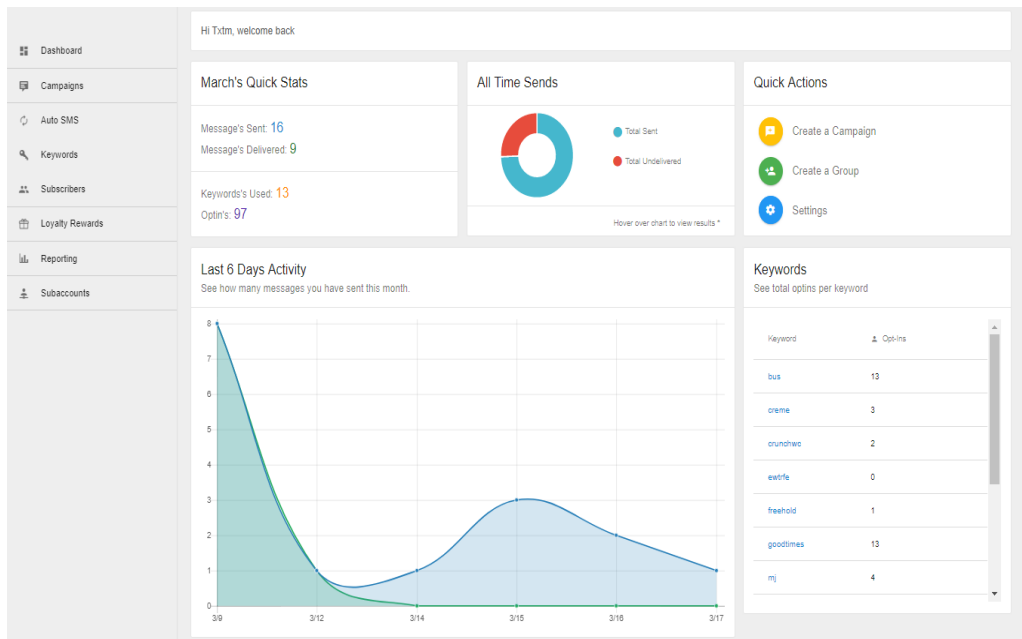 Hi Txtm, welcome back
Dashboard
Campaigns
Auto SMS
Keywords
Subscribers
Loyalty Rewards
Reporting
Subaccounts
March's Quick Stats
Message's Sent: 16
Message's Delivered: 9
Keywords's Used: 13
Optin's: 97
All Time Sends
Total Sent
Total Undelivered
Hover over chart to view results *
Quick Actions
Create a Campaign
Create a Group
Settings
Last 6 Days Activity
See how many messages you have sent this month.
8
7
6
5
4
3
2
1
0
3/9 3/12 3/14 3/15 3/16 3/17
Keywords
See total optins per keyword
Keyword Opt-Ins
bus 13
creme 3
crunchwc 2
ewtrfe 0
freehold 1
goodtimes 13
mj 4